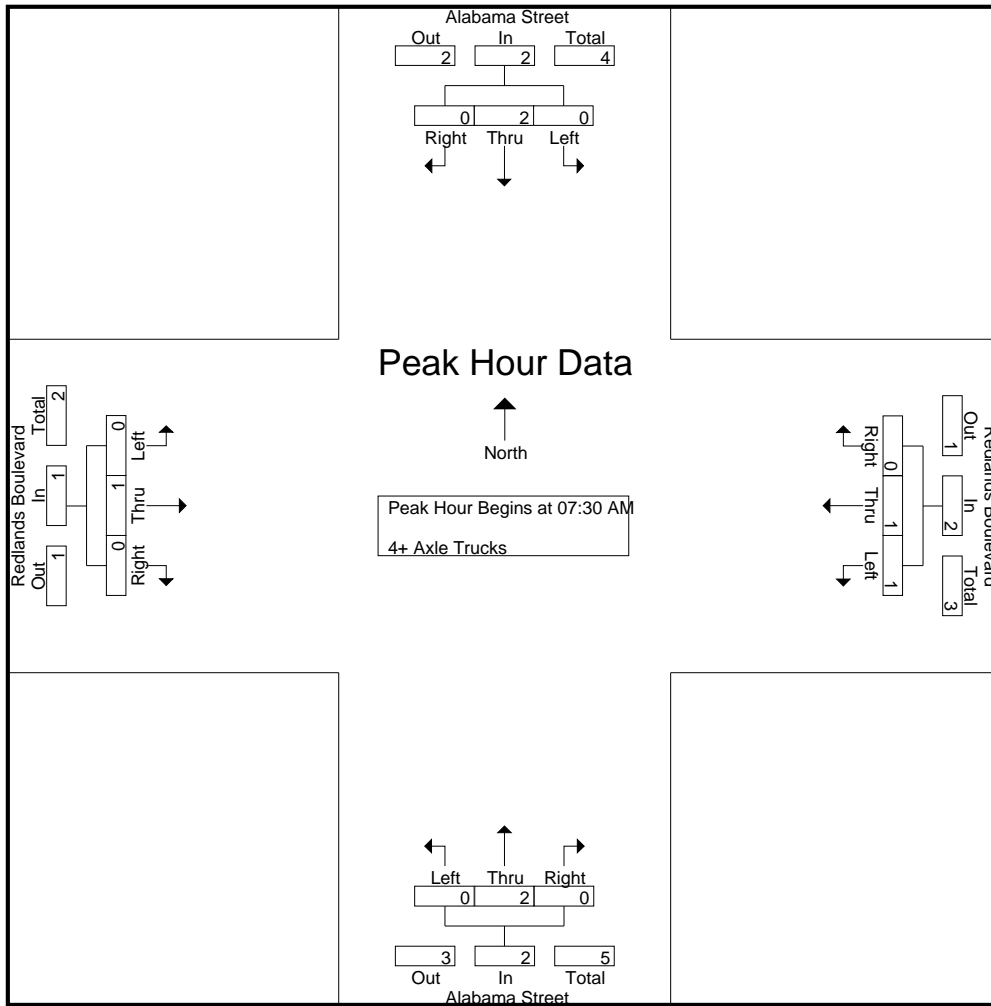 Alabama Street
Out In Total
2 2 4
0 2 0
Right Thru Left
Peak Hour Data
North
Peak Hour Begins at 07:30 AM
4+ Axle Trucks
Redlands Boulevard
Out In Total
1 1 2
0 1 0
Right Thru Left
Redlands Boulevard
Out In Total
1 2 3
0 1 1
Right Thru Left
Left Thru Right
0 2 0
3 2 5
Out In Total
Alabama Street